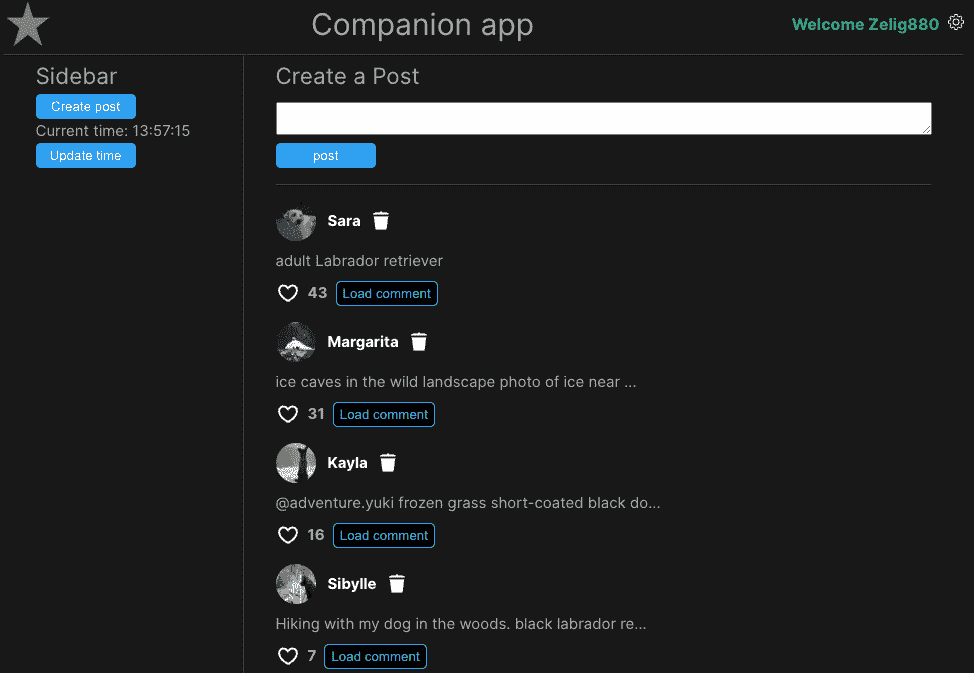 Companion app
Welcome Zelig880
Sidebar
Create post
Current time: 13:57:15
Update time
Create a Post
post
Sara
adult Labrador retriever
43 Load comment
Margarita
ice caves in the wild landscape photo of ice near ...
31 Load comment
Kayla
@adventure.yuki frozen grass short-coated black do...
16 Load comment
Sibylle
Hiking with my dog in the woods. black labrador re...
7 Load comment